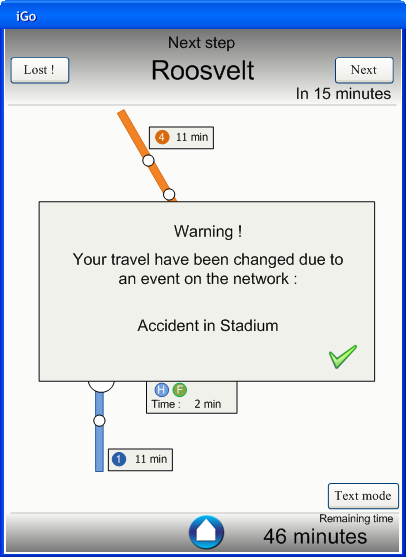 iGo
Next step
Lost !
Roosvelt
Next
In 15 minutes
4 11 min
Warning !
Your travel have been changed due to
an event on the network :
Accident in Stadium
H F
Time : 2 min
1 11 min
Text mode
Remaining time
46 minutes